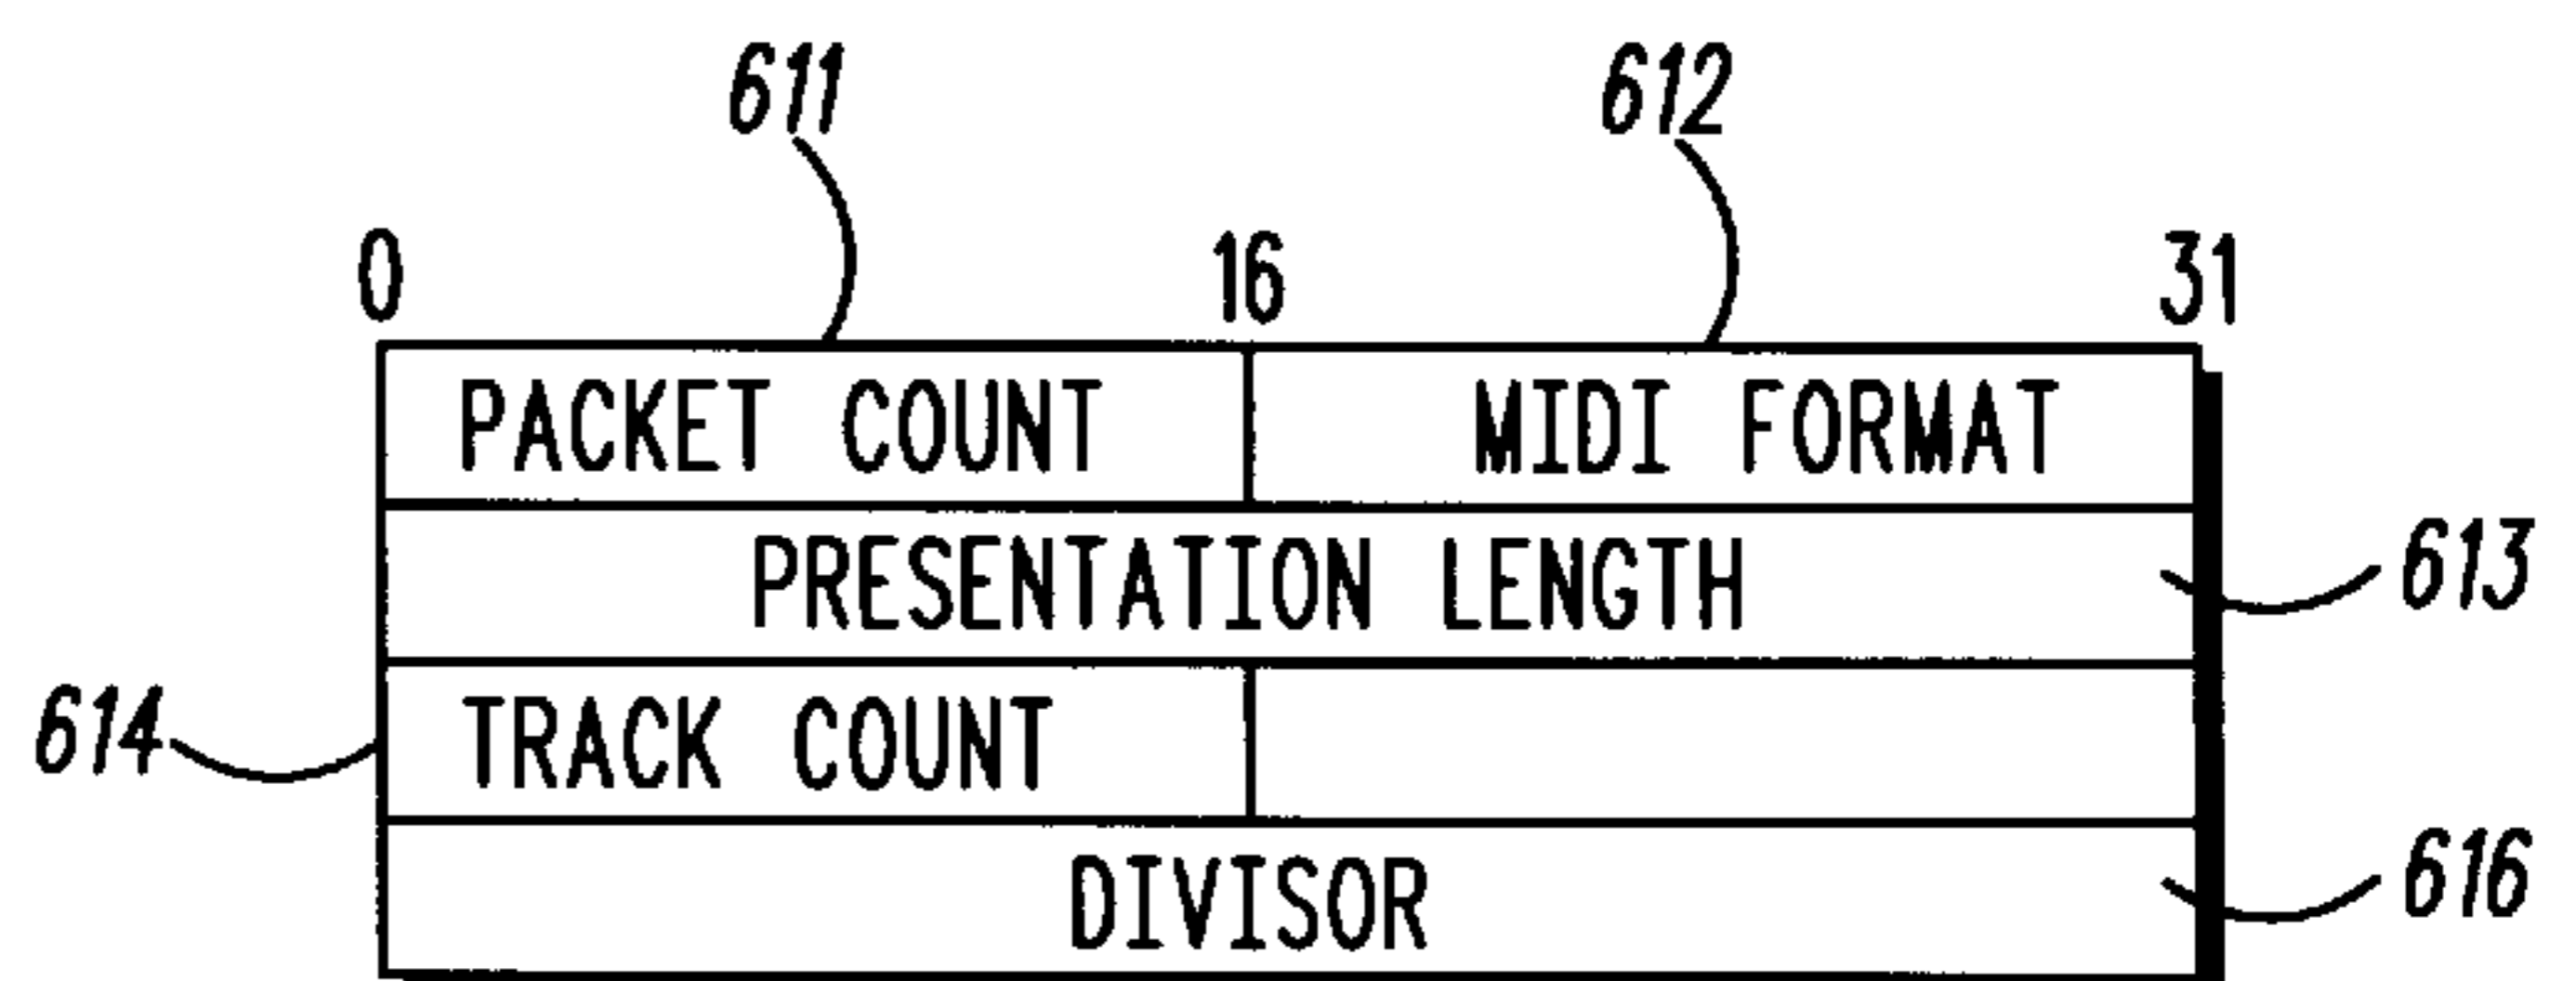 611 612
0 16 31
PACKET COUNT MIDI FORMAT
PRESENTATION LENGTH 613
614 TRACK COUNT
DIVISOR 616